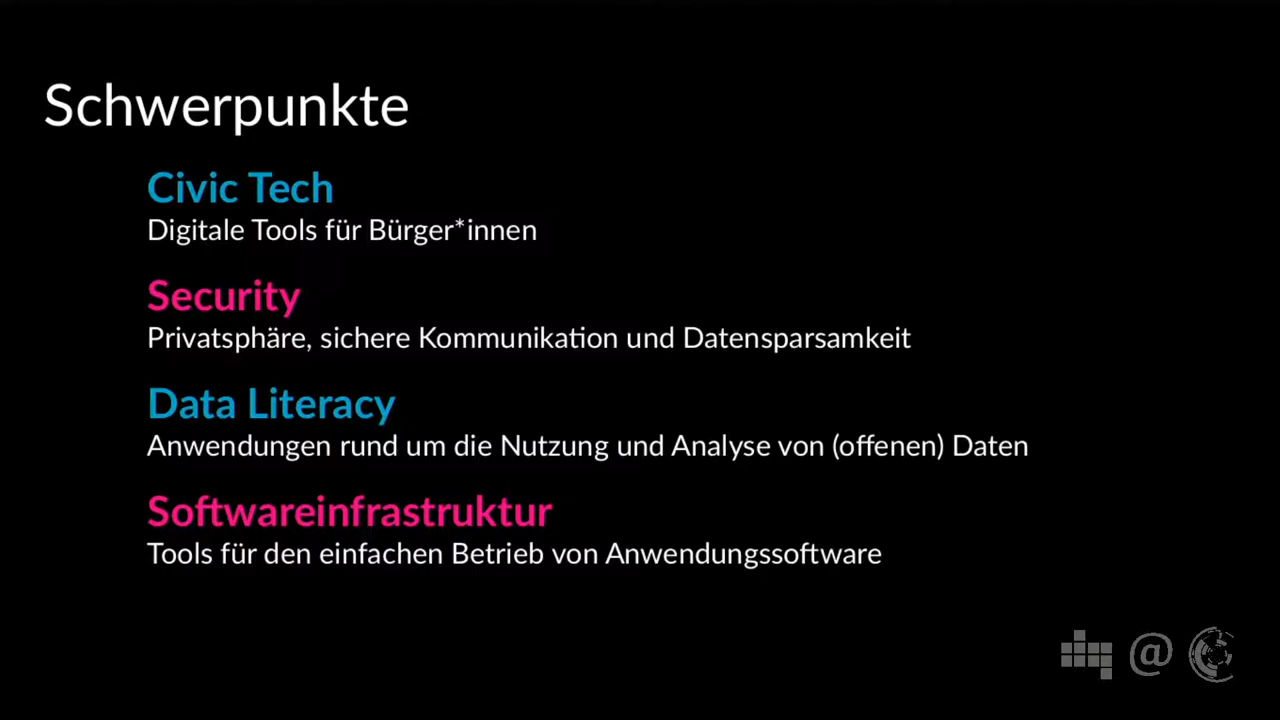 Schwerpunkte
Civic Tech
Digitale Tools für Bürger*innen
Security
Privatsphäre, sichere Kommunikation und Datensparsamkeit
Data Literacy
Anwendungen rund um die Nutzung und Analyse von (offenen) Daten
Softwareinfrastruktur
Tools für den einfachen Betrieb von Anwendungssoftware
@